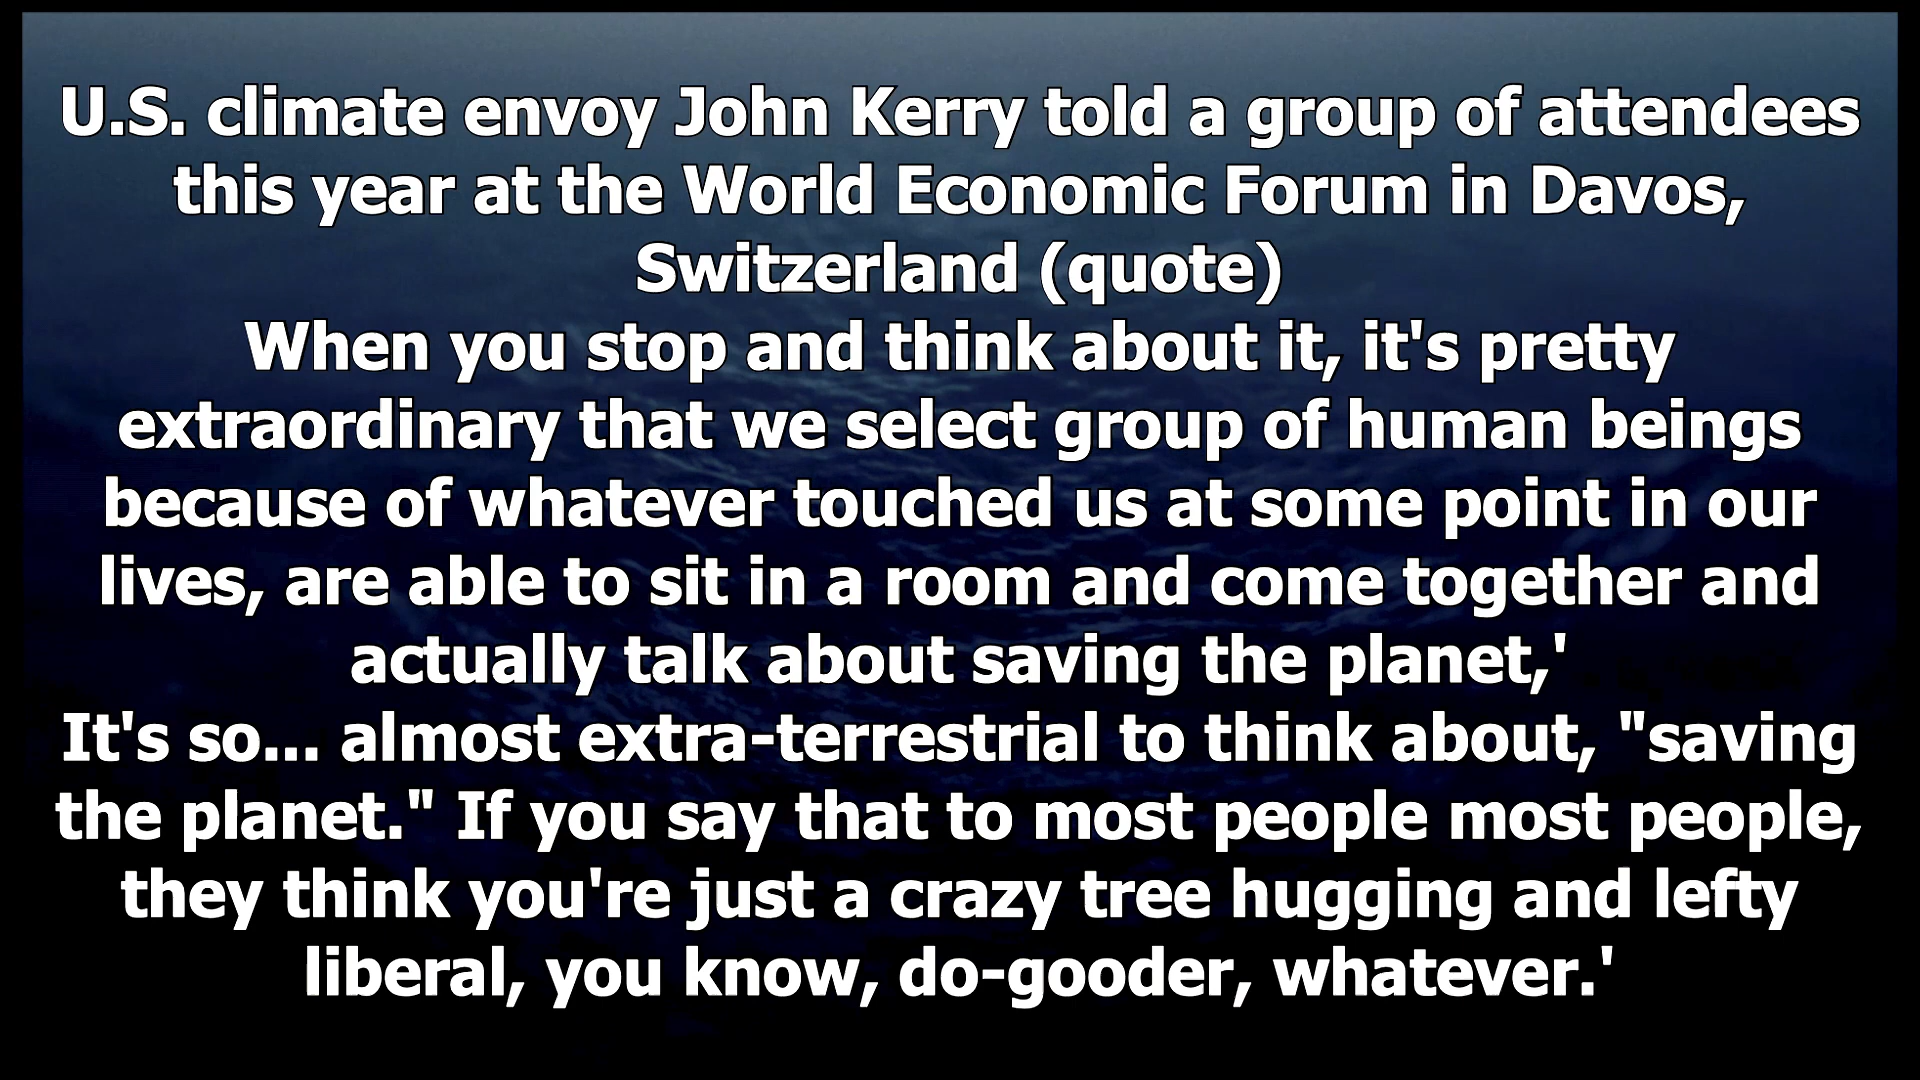 U.S. climate envoy John Kerry told a group of attendees
this year at the World Economic Forum in Davos,
Switzerland (quote)
When you stop and think about it, it's pretty
extraordinary that we select group of human beings
because of whatever touched us at some point in our
lives, are able to sit in a room and come together and
actually talk about saving the planet,'
It's so... almost extra-terrestrial to think about, "saving
the planet." If you say that to most people most people,
they think you're just a crazy tree hugging and lefty
liberal, you know, do-gooder, whatever.'